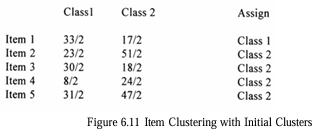 Class1 Class 2 Assign
Item 1 33/2 17/2 Class 1
Item 2 23/2 51/2 Class 2
Item 3 30/2 18/2 Class 2
Item 4 8/2 24/2 Class 2
Item 5 31/2 47/2 Class 2
Figure 6.11 Item Clustering with Initial Clusters